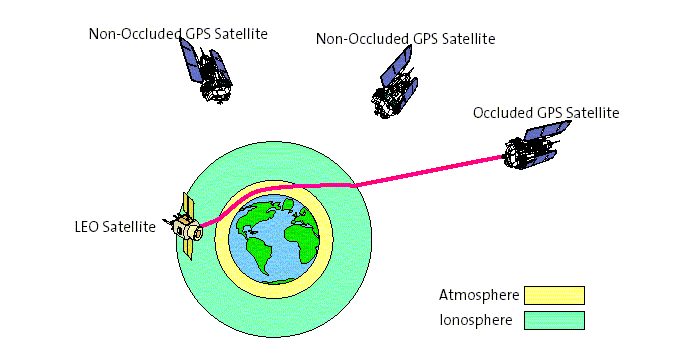 Non-Occluded GPS Satellite
Non-Occluded GPS Satellite
Occluded GPS Satellite
LEO Satellite
Atmosphere
Ionosphere